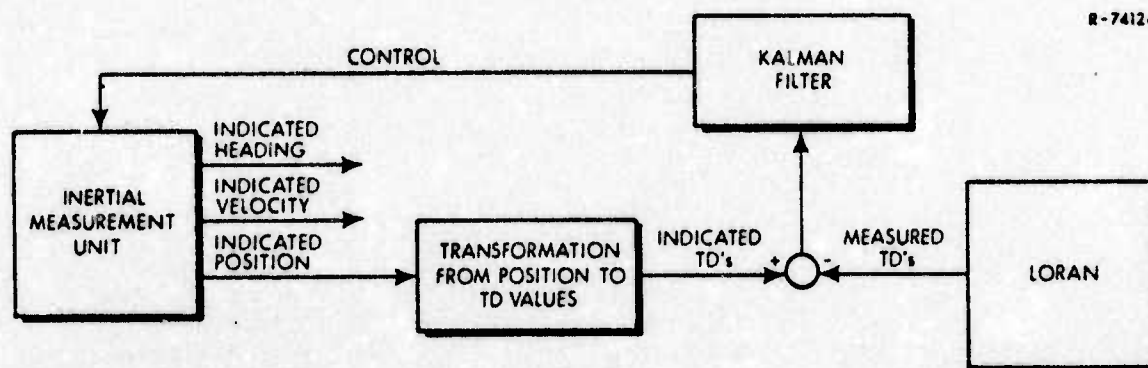 R-7412
CONTROL
KALMAN
FILTER
INDICATED
HEADING
INERTIAL
MEASUREMENT
UNIT
INDICATED
VELOCITY
INDICATED
POSITION
TRANSFORMATION
FROM POSITION TO
TD VALUES
INDICATED
TD's
+
-
MEASURED
TD's
LORAN